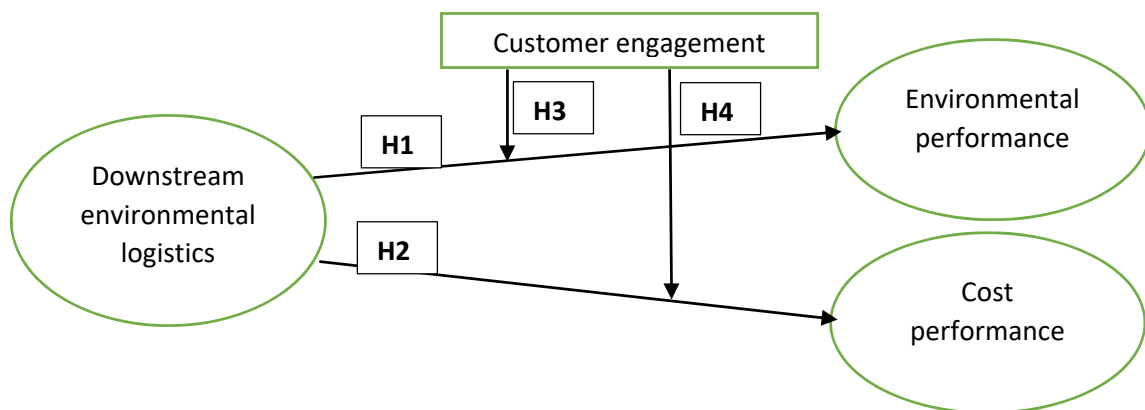 Customer engagement
H3
H4
Environmental
performance
H1
Downstream
environmental
logistics
H2
Cost
performance